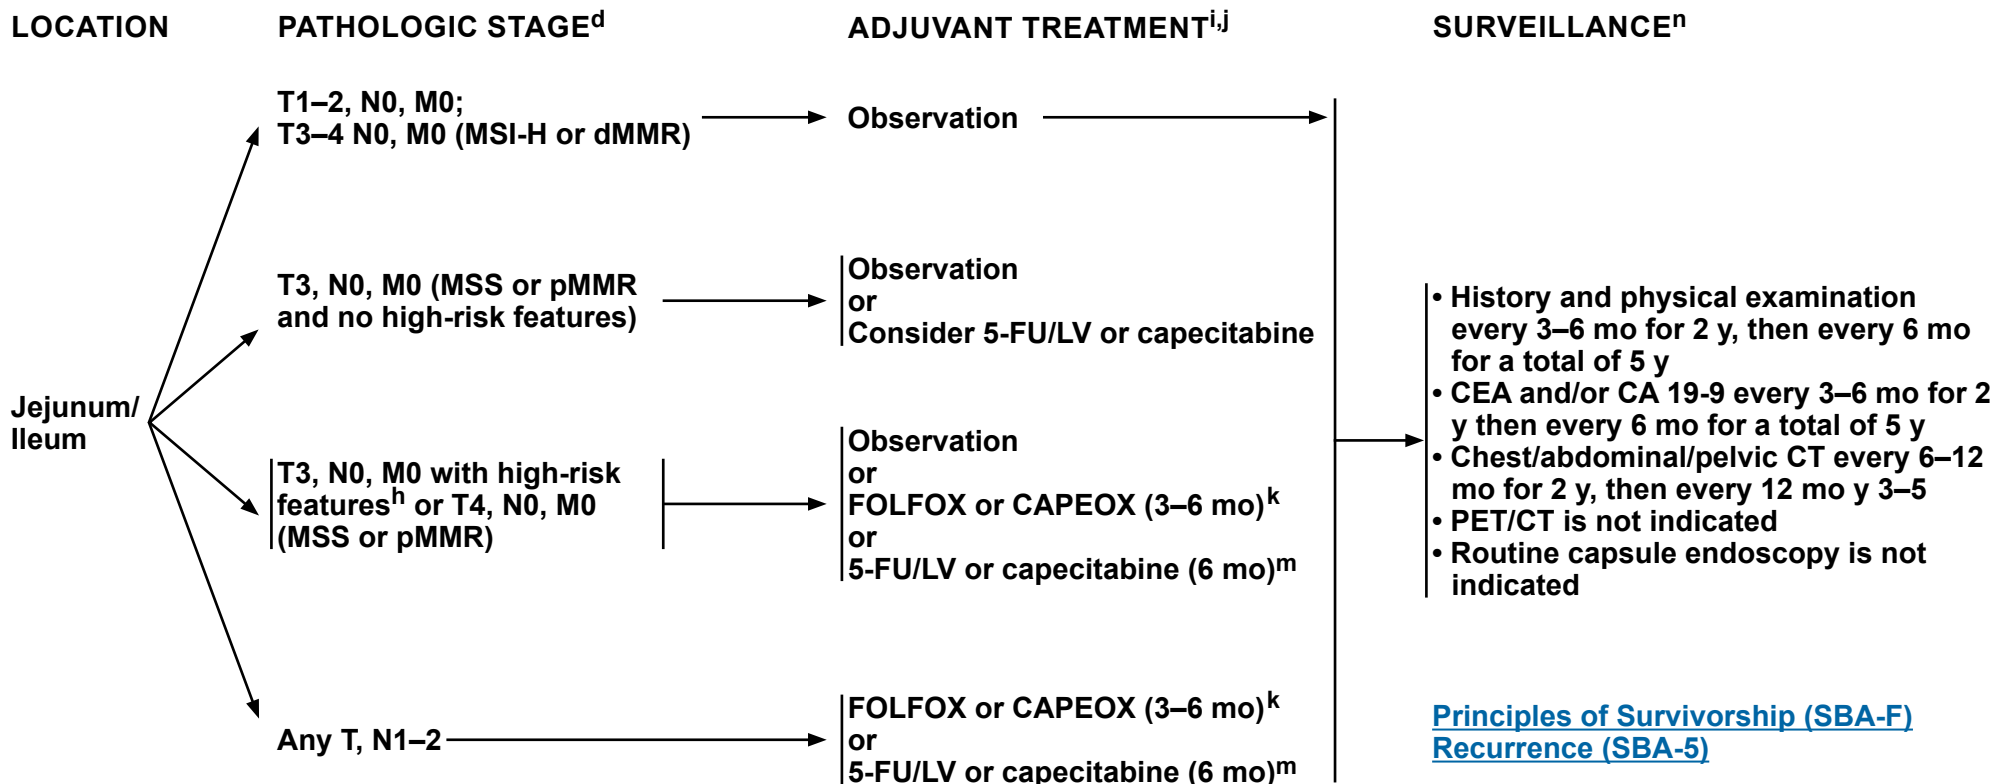 LOCATION
PATHOLOGIC STAGEd
ADJUVANT TREATMENTi,j
SURVEILLANCEn
Jejunum/
Ileum
T1–2, N0, M0;
T3–4 N0, M0 (MSI-H or dMMR)
Observation
T3, N0, M0 (MSS or pMMR
and no high-risk features)
Observation
or
Consider 5-FU/LV or capecitabine
T3, N0, M0 with high-risk
featuresh or T4, N0, M0
(MSS or pMMR)
Observation
or
FOLFOX or CAPEOX (3–6 mo)k
or
5-FU/LV or capecitabine (6 mo)m
Any T, N1–2
FOLFOX or CAPEOX (3–6 mo)k
or
5-FU/LV or capecitabine (6 mo)m
• History and physical examination
every 3–6 mo for 2 y, then every 6 mo
for a total of 5 y
• CEA and/or CA 19-9 every 3–6 mo for 2
y then every 6 mo for a total of 5 y
• Chest/abdominal/pelvic CT every 6–12
mo for 2 y, then every 12 mo y 3–5
• PET/CT is not indicated
• Routine capsule endoscopy is not
indicated
Principles of Survivorship (SBA-F)
Recurrence (SBA-5)